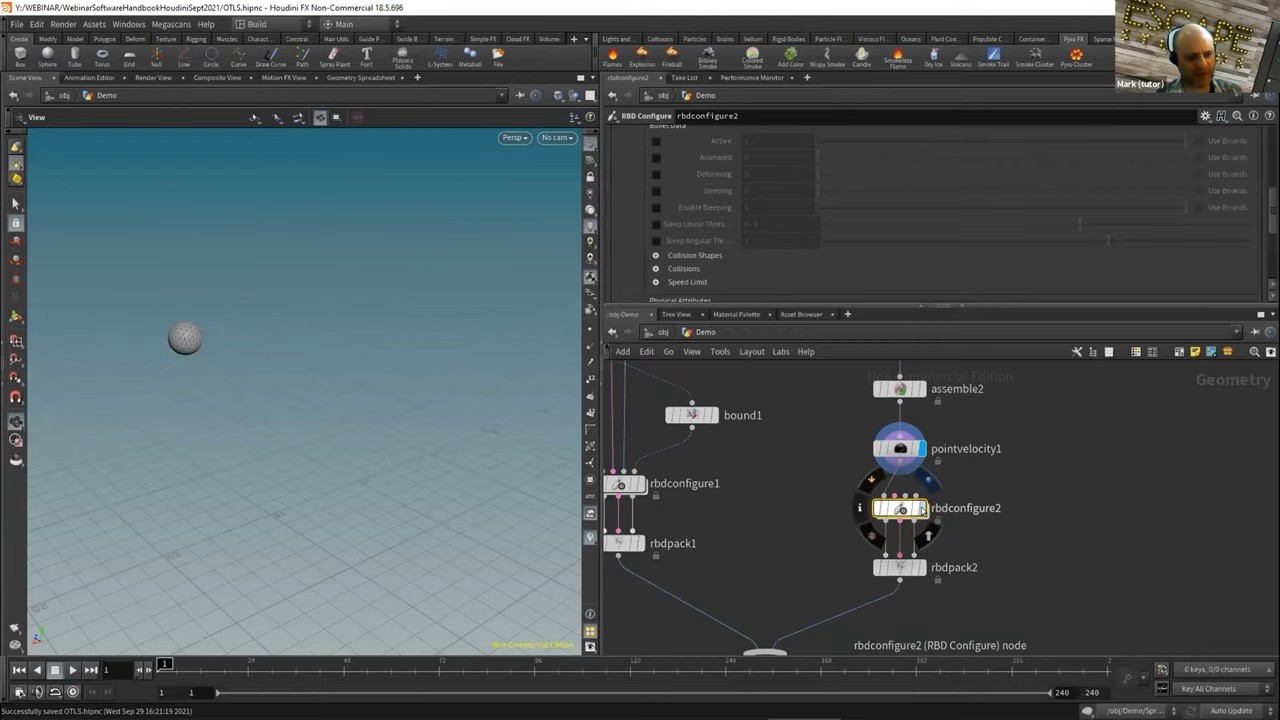 Y:/WEBINAR/WebinarSoftwareHandbookHoudiniSept2021/OTLS.hipnc - Houdini FX Non-Commercial 18.5.696
File Edit Render Assets Windows Megascans Help Build Main
Create Modify Model Polygon Deform Texture Rigging Muscles Charact... Constrai... Hair Utils Guide P... Guide B... Terrain... Simple FX Cloud FX Volume
Lights and... Collisions Particles Grains Vellum Rigid Bodies Particle Fl... Viscous Fl... Oceans Fluid Con... Populate C... Container... Pyro FX Sparse
Box Sphere Tube Torus Grid Null Line Circle Curve Draw Curve Path Spray Paint Font Platonic Solids L-System Metaball File
Flames Explosion Fireball Billowy Smoke Colored Smoke Add Color Wispy Smoke Candle Smokeless Flame Dry Ice Volcano Smoke Trail Smoke Cluster Pyro Cluster
Mark (tutor)
Scene View Animation Editor Render View Composite View Motion FX View Geometry Spreadsheet
rbdconfigure2 Take List Performance Monitor
obj Demo
obj Demo
View
RBD Configure rbdconfigure2
Persp No cam
Bullet Data
Active 1 Use Bounds
Animated 0 Use Bounds
Deforming Use Bounds
Sleeping Use Bounds
Enable Sleeping 1 Use Bounds
Sleep Linear Thres...
Sleep Angular Thr...
Collision Shapes
Collisions
Speed Limit
Physical Attributes
/obj/Demo Tree View Material Palette Asset Browser
obj Demo
Add Edit Go View Tools Layout Labs Help
Non-Commercial Edition
Geometry
assemble2
bound1
pointvelocity1
rbdconfigure1
rbdconfigure2
rbdpack1
rbdpack2
rbdconfigure2 (RBD Configure) node
Non-Commercial Edition
1 1 24 48 72 96 120 144 168 192 216 2
0 keys, 0/0 channels
1 1 240 240 Key All Channels
Successfully saved OTLS.hipnc (Wed Sep 29 16:21:19 2021)
/obj/Demo/Spr... Auto Update